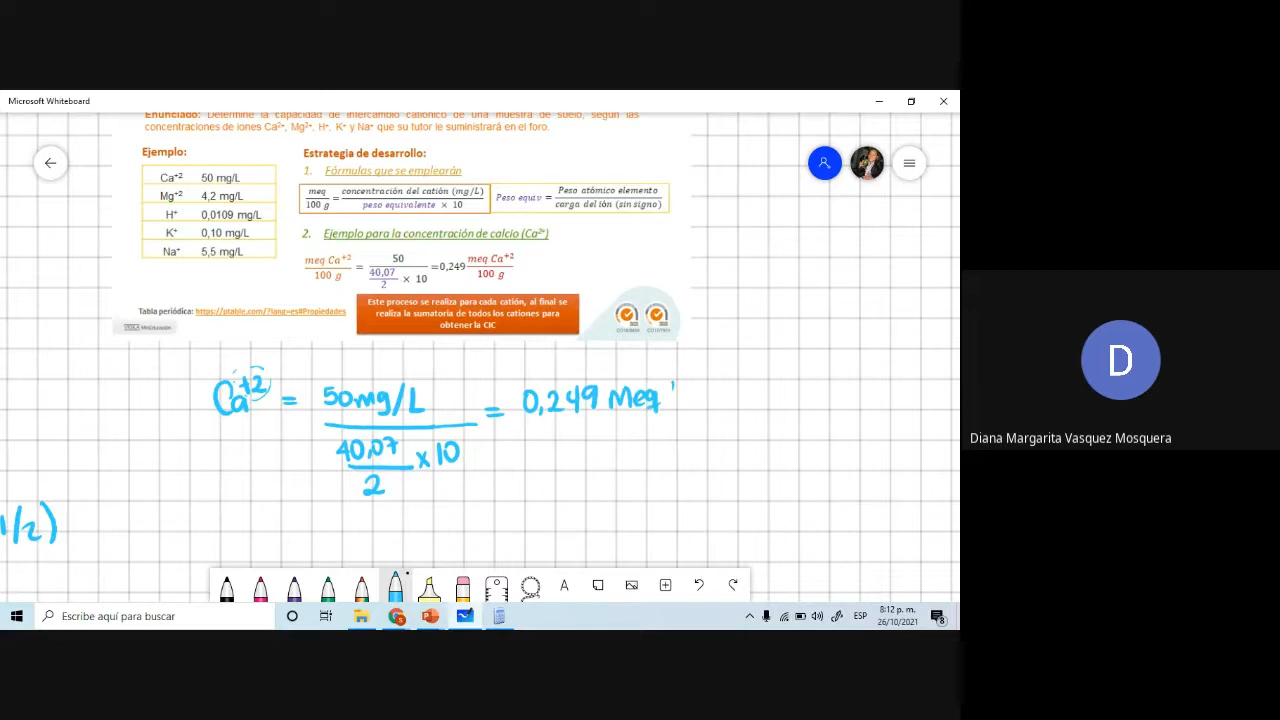 Microsoft Whiteboard
Enunciado: Determine la capacidad de intercambio catiónico de una muestra de suelo, según las
concentraciones de iones Ca²⁺, Mg²⁺, H⁺, K⁺ y Na⁺ que su tutor le suministrará en el foro.
Ejemplo:
Ca⁺² 50 mg/L
Mg⁺² 4,2 mg/L
H⁺ 0,0109 mg/L
K⁺ 0,10 mg/L
Na⁺ 5,5 mg/L
Estrategia de desarrollo:
1. Fórmulas que se emplearán
meq/100 g = concentración del catión (mg/L)/peso equivalente × 10
Peso equiv = Peso atómico elemento/carga del ión (sin signo)
2. Ejemplo para la concentración de calcio (Ca²⁺)
meq Ca⁺²/100 g = 50/(40,07/2 × 10) = 0,249 meq Ca⁺²/100 g
Tabla periódica: https://ptable.com/?lang=es#Propiedades
Este proceso se realiza para cada catión, al final se
realiza la sumatoria de todos los cationes para
obtener la CIC
MinEducación
Ca⁺² = 50mg/L/(40,07/2 × 10) = 0,249 Meq
1/2)
D
Diana Margarita Vasquez Mosquera
A
Escribe aquí para buscar
ESP
8:12 p. m.
26/10/2021
8